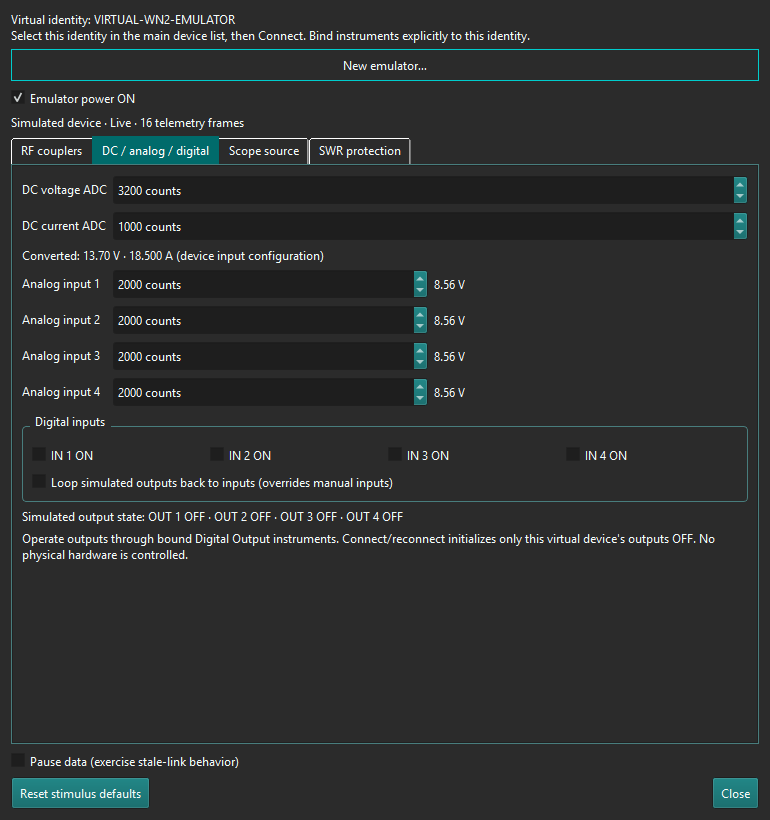 Virtual identity: VIRTUAL-WN2-EMULATOR
Select this identity in the main device list, then Connect. Bind instruments explicitly to this identity.
New emulator...
Emulator power ON
Simulated device · Live · 16 telemetry frames
RF couplers DC / analog / digital Scope source SWR protection
DC voltage ADC 3200 counts
DC current ADC 1000 counts
Converted: 13.70 V · 18.500 A (device input configuration)
Analog input 1 2000 counts 8.56 V
Analog input 2 2000 counts 8.56 V
Analog input 3 2000 counts 8.56 V
Analog input 4 2000 counts 8.56 V
Digital inputs
IN 1 ON IN 2 ON IN 3 ON IN 4 ON
Loop simulated outputs back to inputs (overrides manual inputs)
Simulated output state: OUT 1 OFF · OUT 2 OFF · OUT 3 OFF · OUT 4 OFF
Operate outputs through bound Digital Output instruments. Connect/reconnect initializes only this virtual device's outputs OFF. No
physical hardware is controlled.
Pause data (exercise stale-link behavior)
Reset stimulus defaults Close